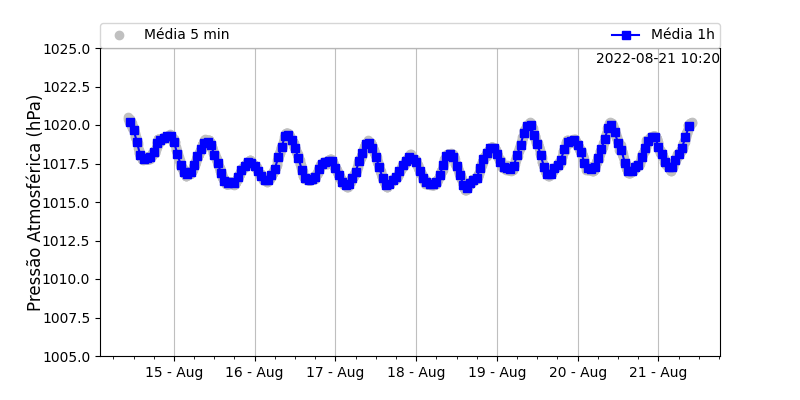 Média 5 min
Média 1h
2022-08-21 10:20
Pressão Atmosférica (hPa)
1025.0
1022.5
1020.0
1017.5
1015.0
1012.5
1010.0
1007.5
1005.0
15 - Aug
16 - Aug
17 - Aug
18 - Aug
19 - Aug
20 - Aug
21 - Aug